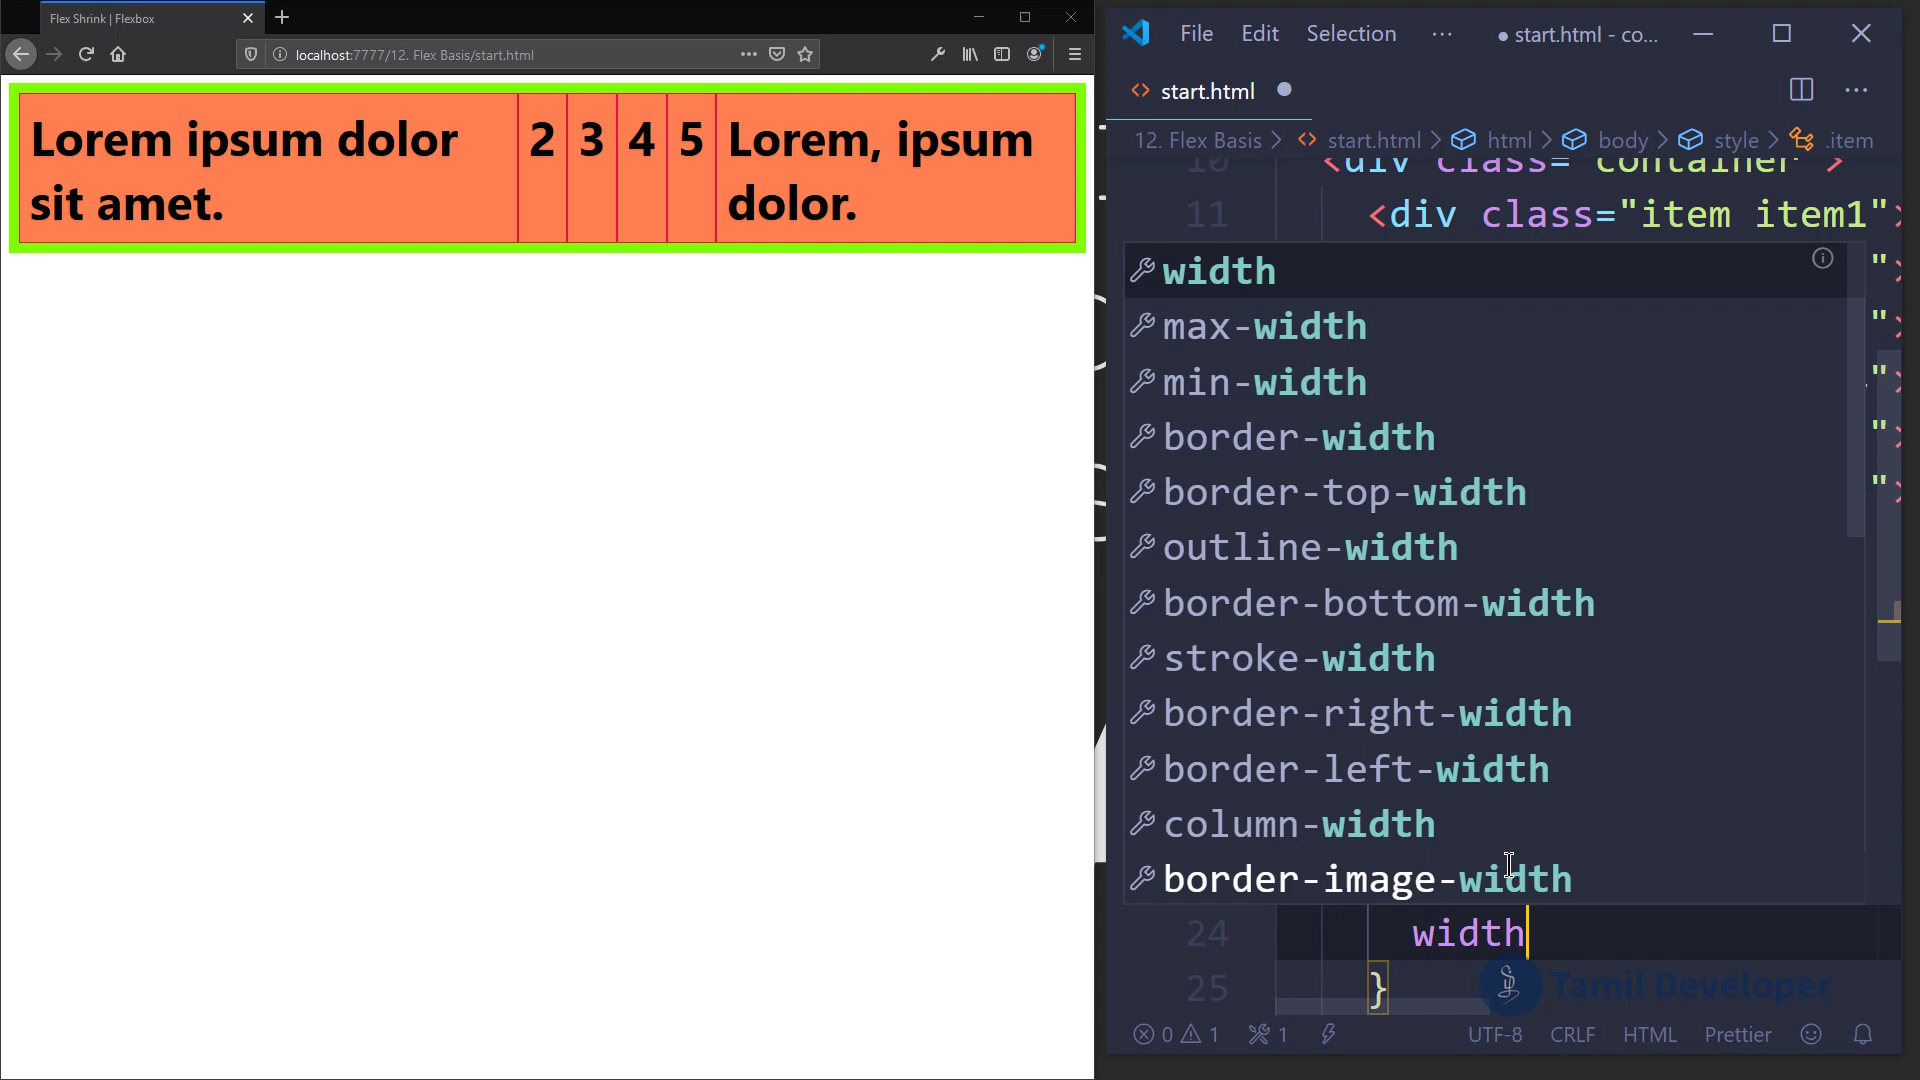 Flex Shrink | Flexbox
localhost:7777/12. Flex Basis/start.html
Lorem ipsum dolor
sit amet.
2
3
4
5
Lorem, ipsum
dolor.
File Edit Selection ··· ● start.html - co...
<> start.html
12. Flex Basis > <> start.html > html > body > style > .item
10 <div class="container">
11 <div class="item item1">
width
max-width
min-width
border-width
border-top-width
outline-width
border-bottom-width
stroke-width
border-right-width
border-left-width
column-width
border-image-width
24 width
25 }
Tamil Developer
0 1 1 UTF-8 CRLF HTML Prettier